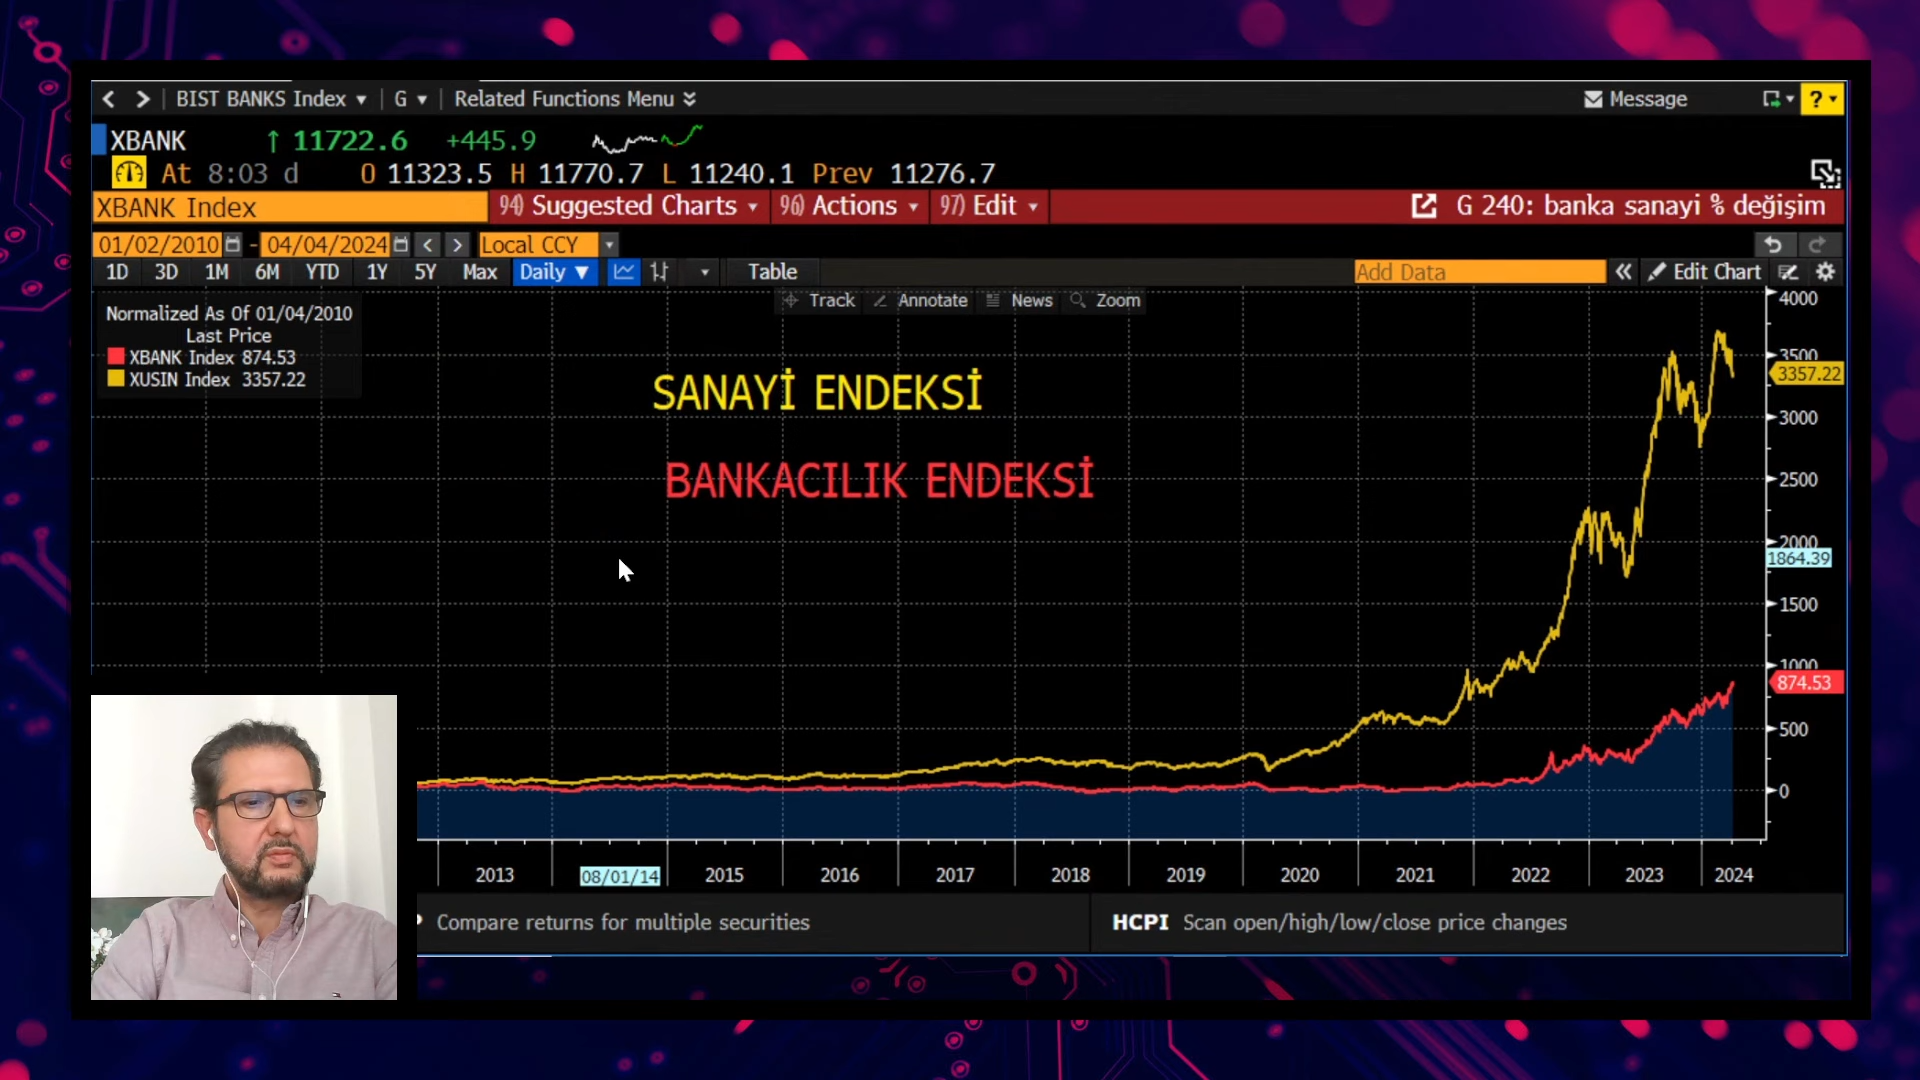 BIST BANKS Index G Related Functions Menu Message ?
XBANK 11722.6 +445.9
At 8:03 d O 11323.5 H 11770.7 L 11240.1 Prev 11276.7
XBANK Index 94) Suggested Charts 96) Actions 97) Edit G 240: banka sanayi % değişim
01/02/2010 - 04/04/2024 Local CCY
1D 3D 1M 6M YTD 1Y 5Y Max Daily Table Add Data Edit Chart
Track Annotate News Zoom
Normalized As Of 01/04/2010
Last Price
XBANK Index 874.53
XUSIN Index 3357.22
SANAYİ ENDEKSİ
BANKACILIK ENDEKSİ
4000
3500
3357.22
3000
2500
2000
1864.39
1500
1000
874.53
500
0
2013 08/01/14 2015 2016 2017 2018 2019 2020 2021 2022 2023 2024
Compare returns for multiple securities HCPI Scan open/high/low/close price changes